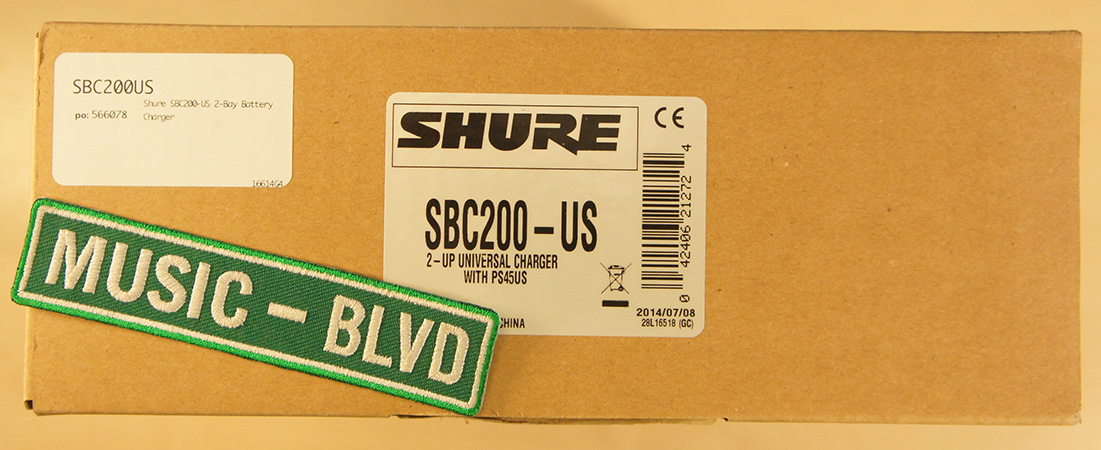 SBC200US
po: 566078
Shure SBC200-US 2-Bay Battery
Charger
16614G4
SHURE
CE
SBC200-US
2-UP UNIVERSAL CHARGER
WITH PS45US
CHINA
0 42406 21272 4
2014/07/08
28L16518 (GC)
MUSIC - BLVD